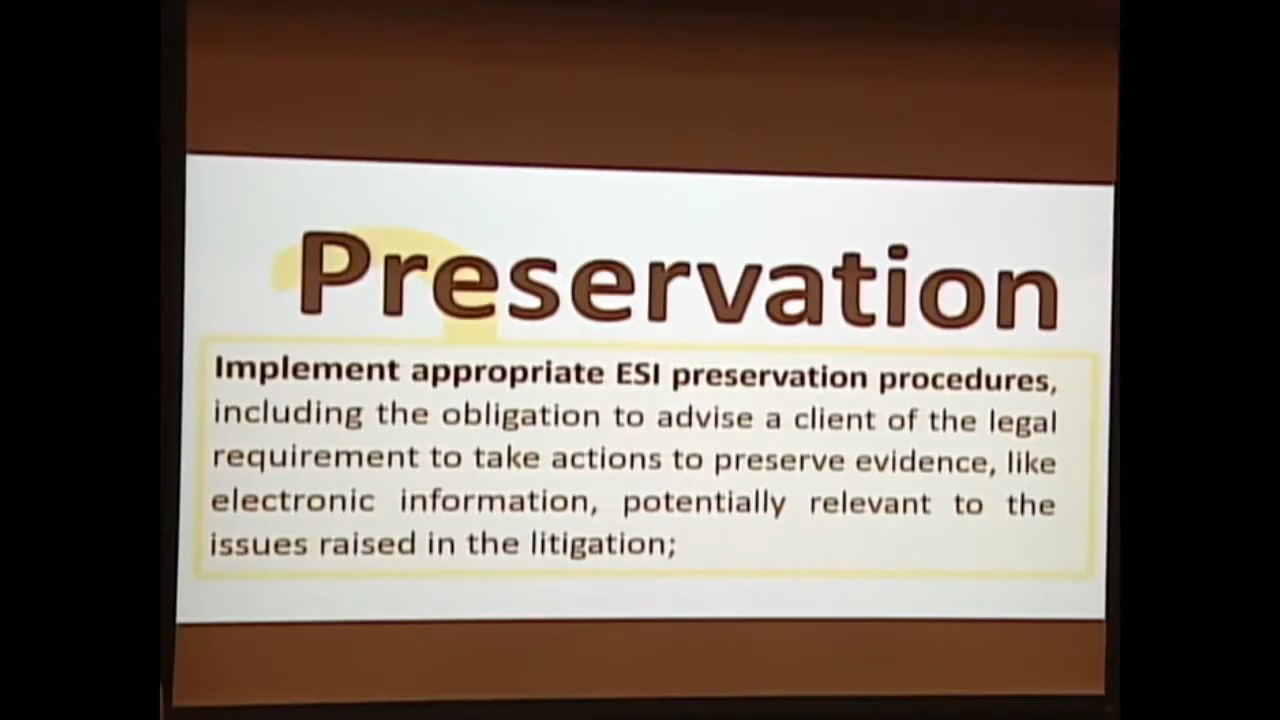 Preservation
Implement appropriate ESI preservation procedures,
including the obligation to advise a client of the legal
requirement to take actions to preserve evidence, like
electronic information, potentially relevant to the
issues raised in the litigation;